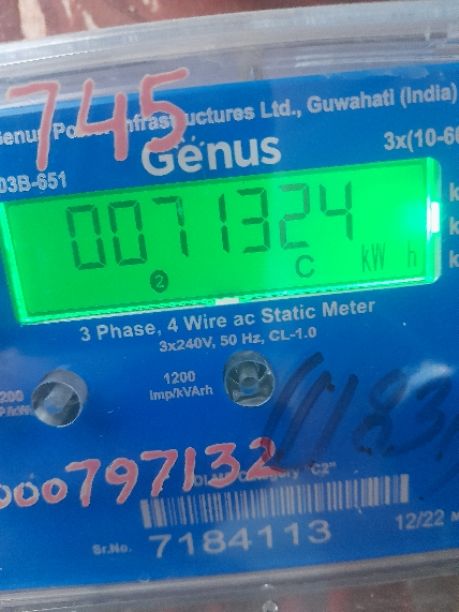 745
Genus Power Infrastructures Ltd., Guwahati (India)
Genus
3x(10-60
D3B-651
0071324
kWh
2
C
3 Phase, 4 Wire ac Static Meter
3x240V, 50 Hz, CL-1.0
1200
Imp/kVArh
000797132
Category "C2"
Sr.No. 7184113
12/22